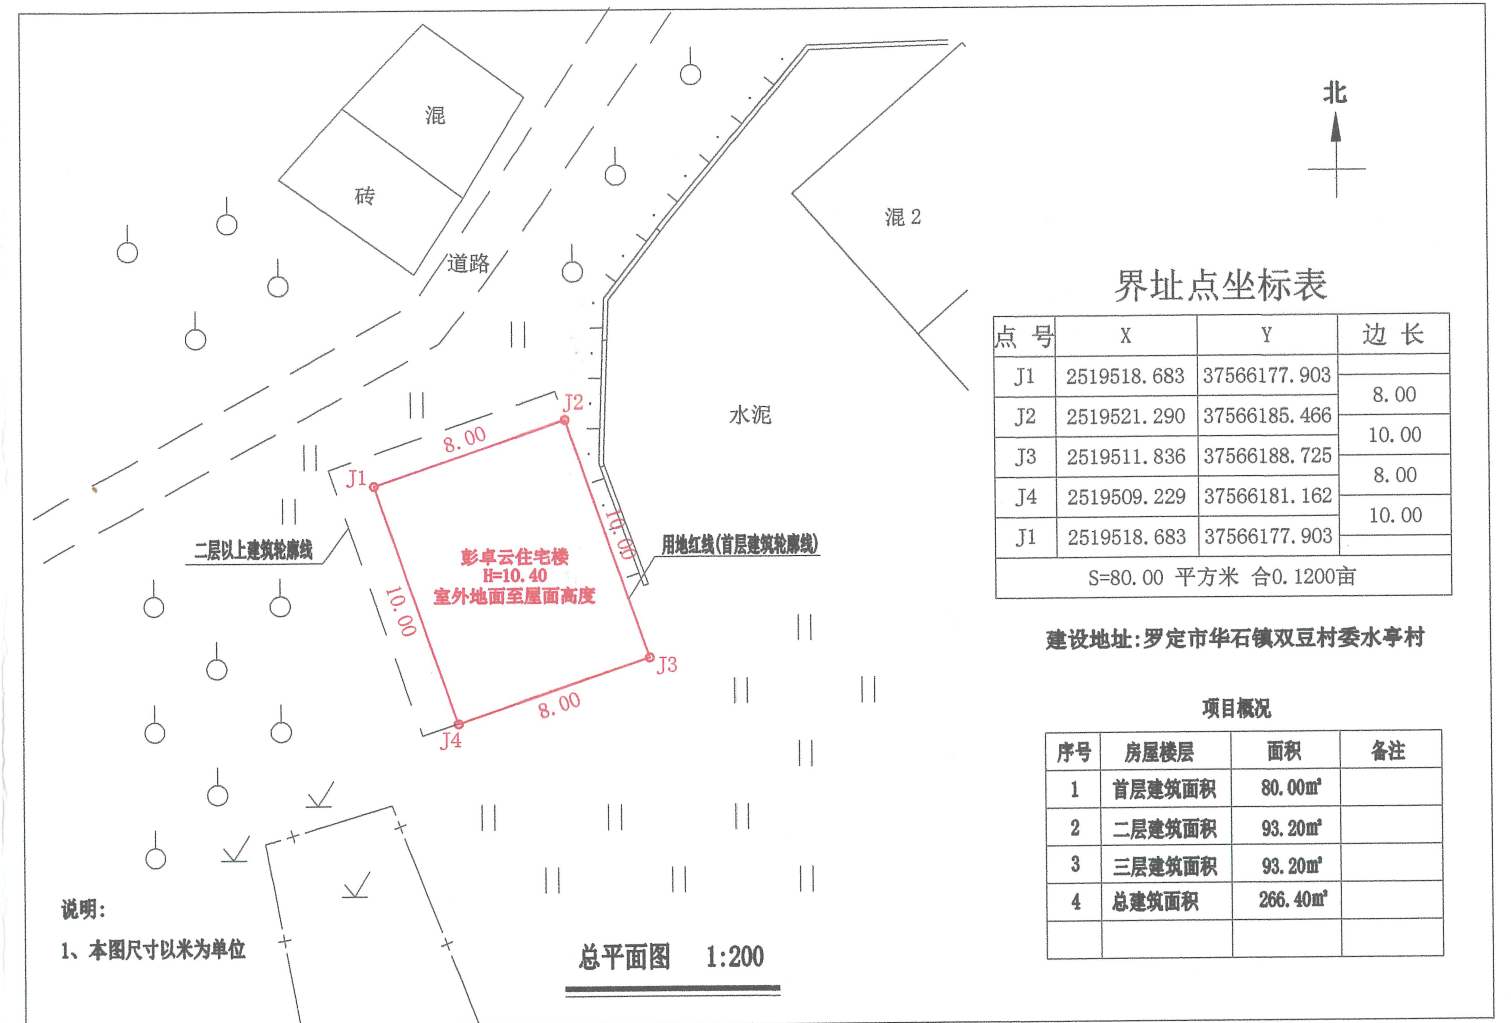 北
混
砖
道路
混 2
水泥
界址点坐标表
点 号 X Y 边 长
J1 2519518.683 37566177.903
8.00
J2 2519521.290 37566185.466
10.00
J3 2519511.836 37566188.725
8.00
J4 2519509.229 37566181.162
10.00
J1 2519518.683 37566177.903
S=80.00 平方米 合0.1200亩
J2
8.00
J1
10.00
二层以上建筑轮廓线
用地红线(首层建筑轮廓线)
彭卓云住宅楼
H=10.40
室外地面至屋面高度
10.00
J3
8.00
J4
建设地址:罗定市华石镇双豆村委水亭村
项目概况
序号 房屋楼层 面积 备注
1 首层建筑面积 80.00㎡
2 二层建筑面积 93.20㎡
3 三层建筑面积 93.20㎡
4 总建筑面积 266.40㎡
说明:
1、本图尺寸以米为单位
总平面图 1:200